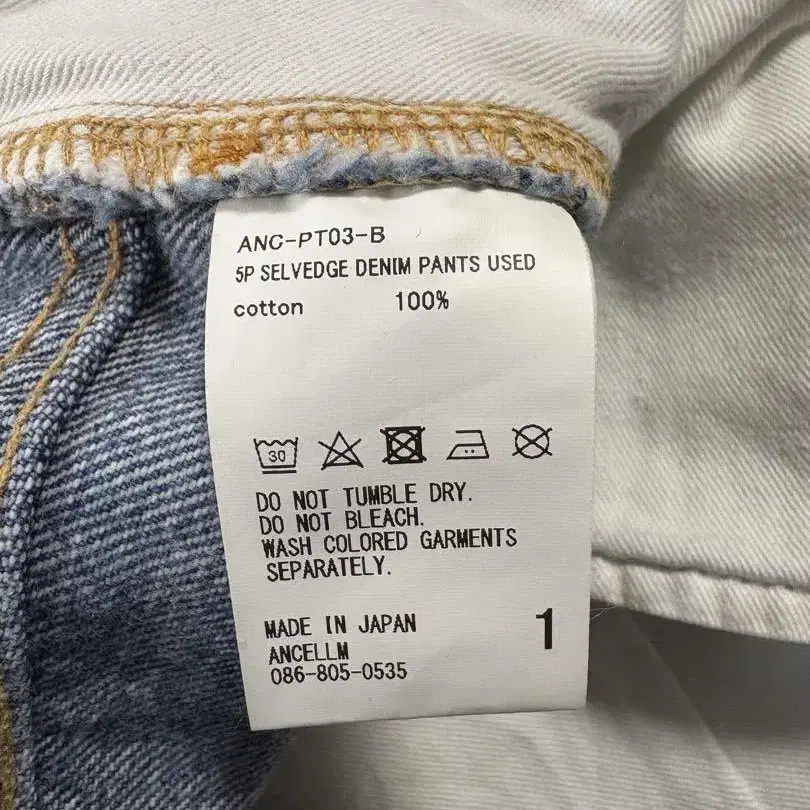 ANC-PT03-B
5P SELVEDGE DENIM PANTS USED
cotton 100%
30
DO NOT TUMBLE DRY.
DO NOT BLEACH.
WASH COLORED GARMENTS
SEPARATELY.
MADE IN JAPAN
ANCELLM
086-805-0535
1